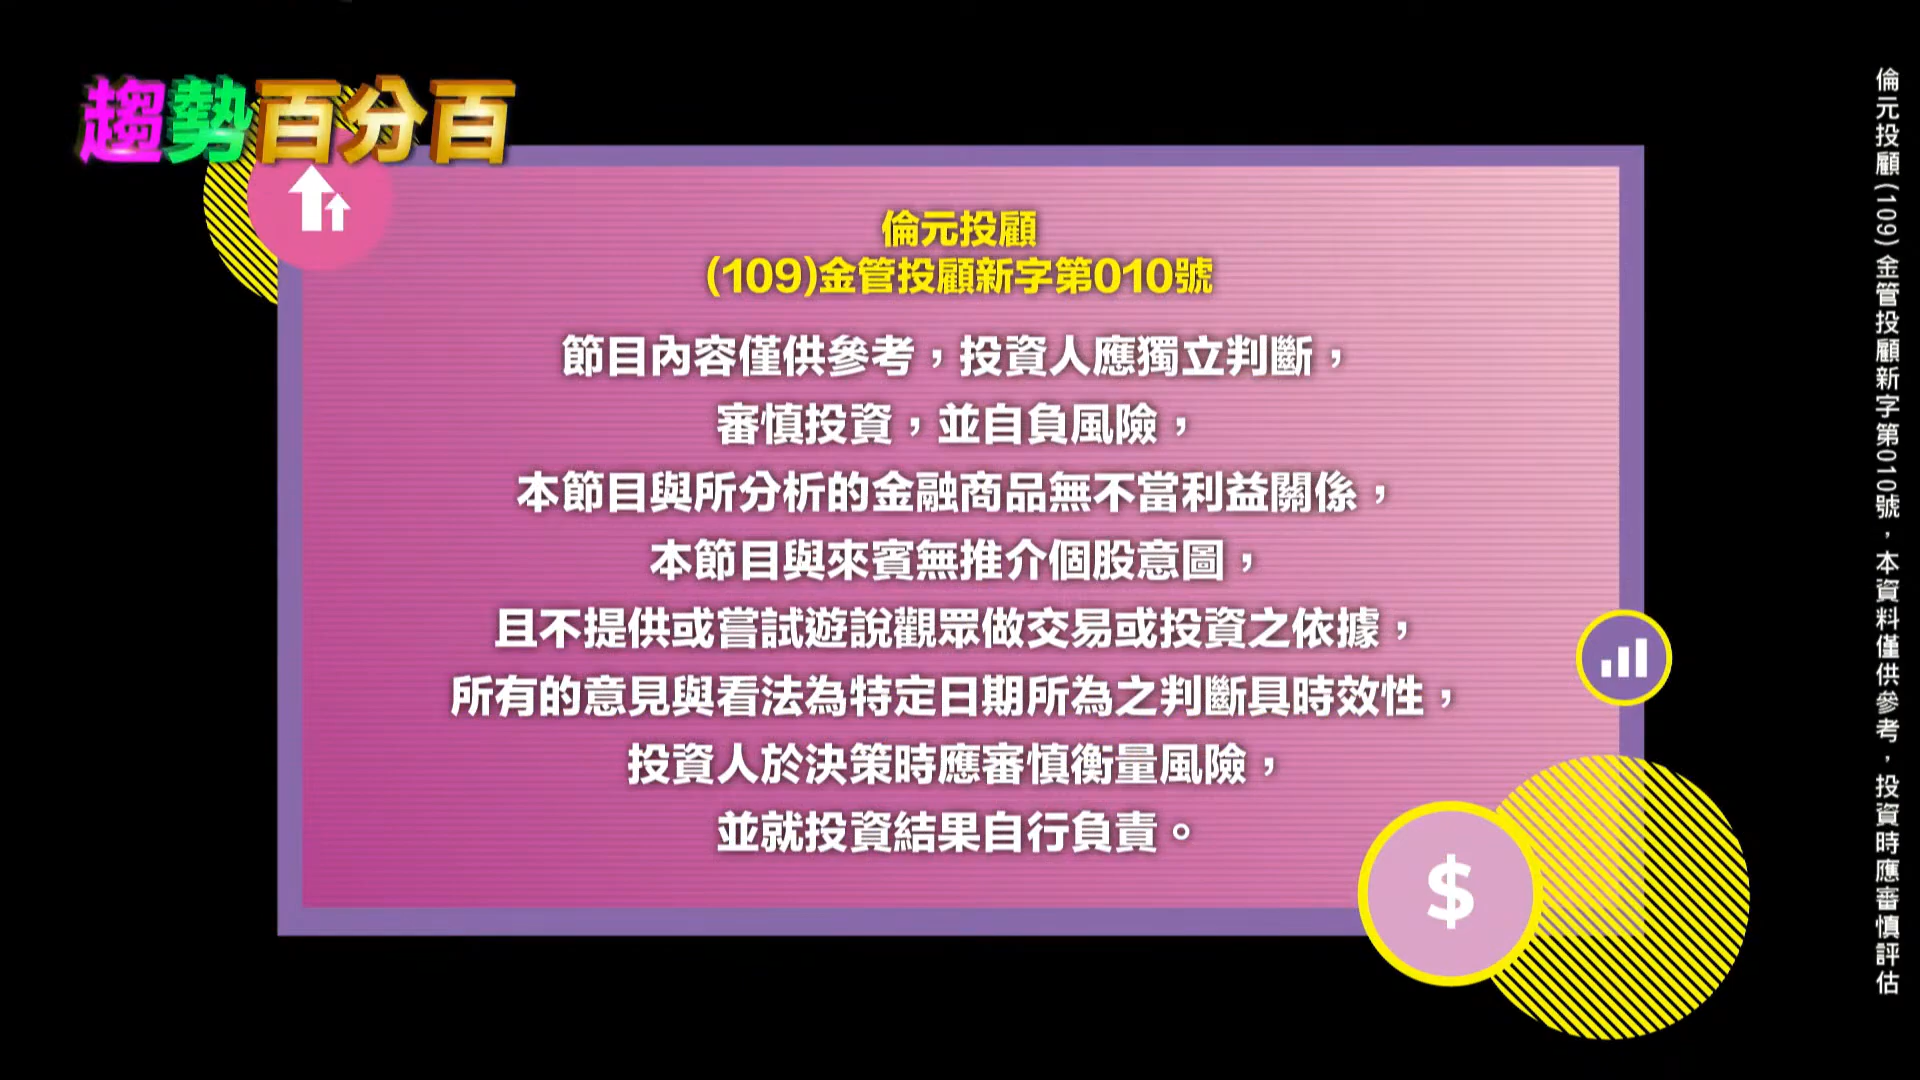 趨勢百分百
倫元投顧
(109)金管投顧新字第010號
節目內容僅供參考，投資人應獨立判斷，
審慎投資，並自負風險，
本節目與所分析的金融商品無不當利益關係，
本節目與來賓無推介個股意圖，
且不提供或嘗試遊說觀眾做交易或投資之依據，
所有的意見與看法為特定日期所為之判斷具時效性，
投資人於決策時應審慎衡量風險，
並就投資結果自行負責。
$
倫元投顧(109)金管投顧新字第010號，本資料僅供參考，投資時應審慎評估